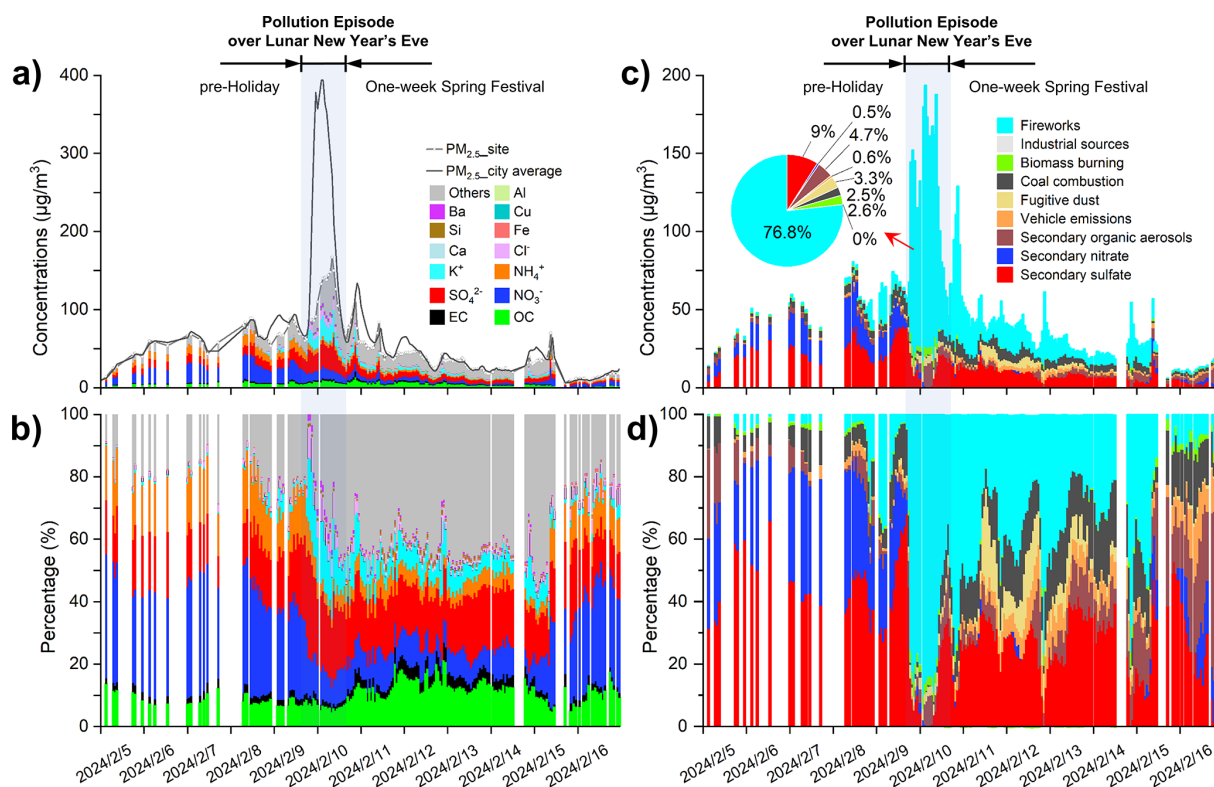 Pollution Episode
over Lunar New Year's Eve
a)
pre-Holiday
One-week Spring Festival
Concentrations (µg/m³)
400
300
200
100
0
PM₂.₅_site
PM₂.₅_city average
Others
Al
Ba
Cu
Si
Fe
Ca
Cl⁻
K⁺
NH₄⁺
SO₄²⁻
NO₃⁻
EC
OC
b)
Percentage (%)
100
80
60
40
20
0
2024/2/5
2024/2/6
2024/2/7
2024/2/8
2024/2/9
2024/2/10
2024/2/11
2024/2/12
2024/2/13
2024/2/14
2024/2/15
2024/2/16
Pollution Episode
over Lunar New Year's Eve
c)
pre-Holiday
One-week Spring Festival
Concentrations (µg/m³)
200
150
100
50
0
9%
0.5%
4.7%
0.6%
3.3%
2.5%
2.6%
0%
76.8%
Fireworks
Industrial sources
Biomass burning
Coal combustion
Fugitive dust
Vehicle emissions
Secondary organic aerosols
Secondary nitrate
Secondary sulfate
d)
Percentage (%)
100
80
60
40
20
0
2024/2/5
2024/2/6
2024/2/7
2024/2/8
2024/2/9
2024/2/10
2024/2/11
2024/2/12
2024/2/13
2024/2/14
2024/2/15
2024/2/16